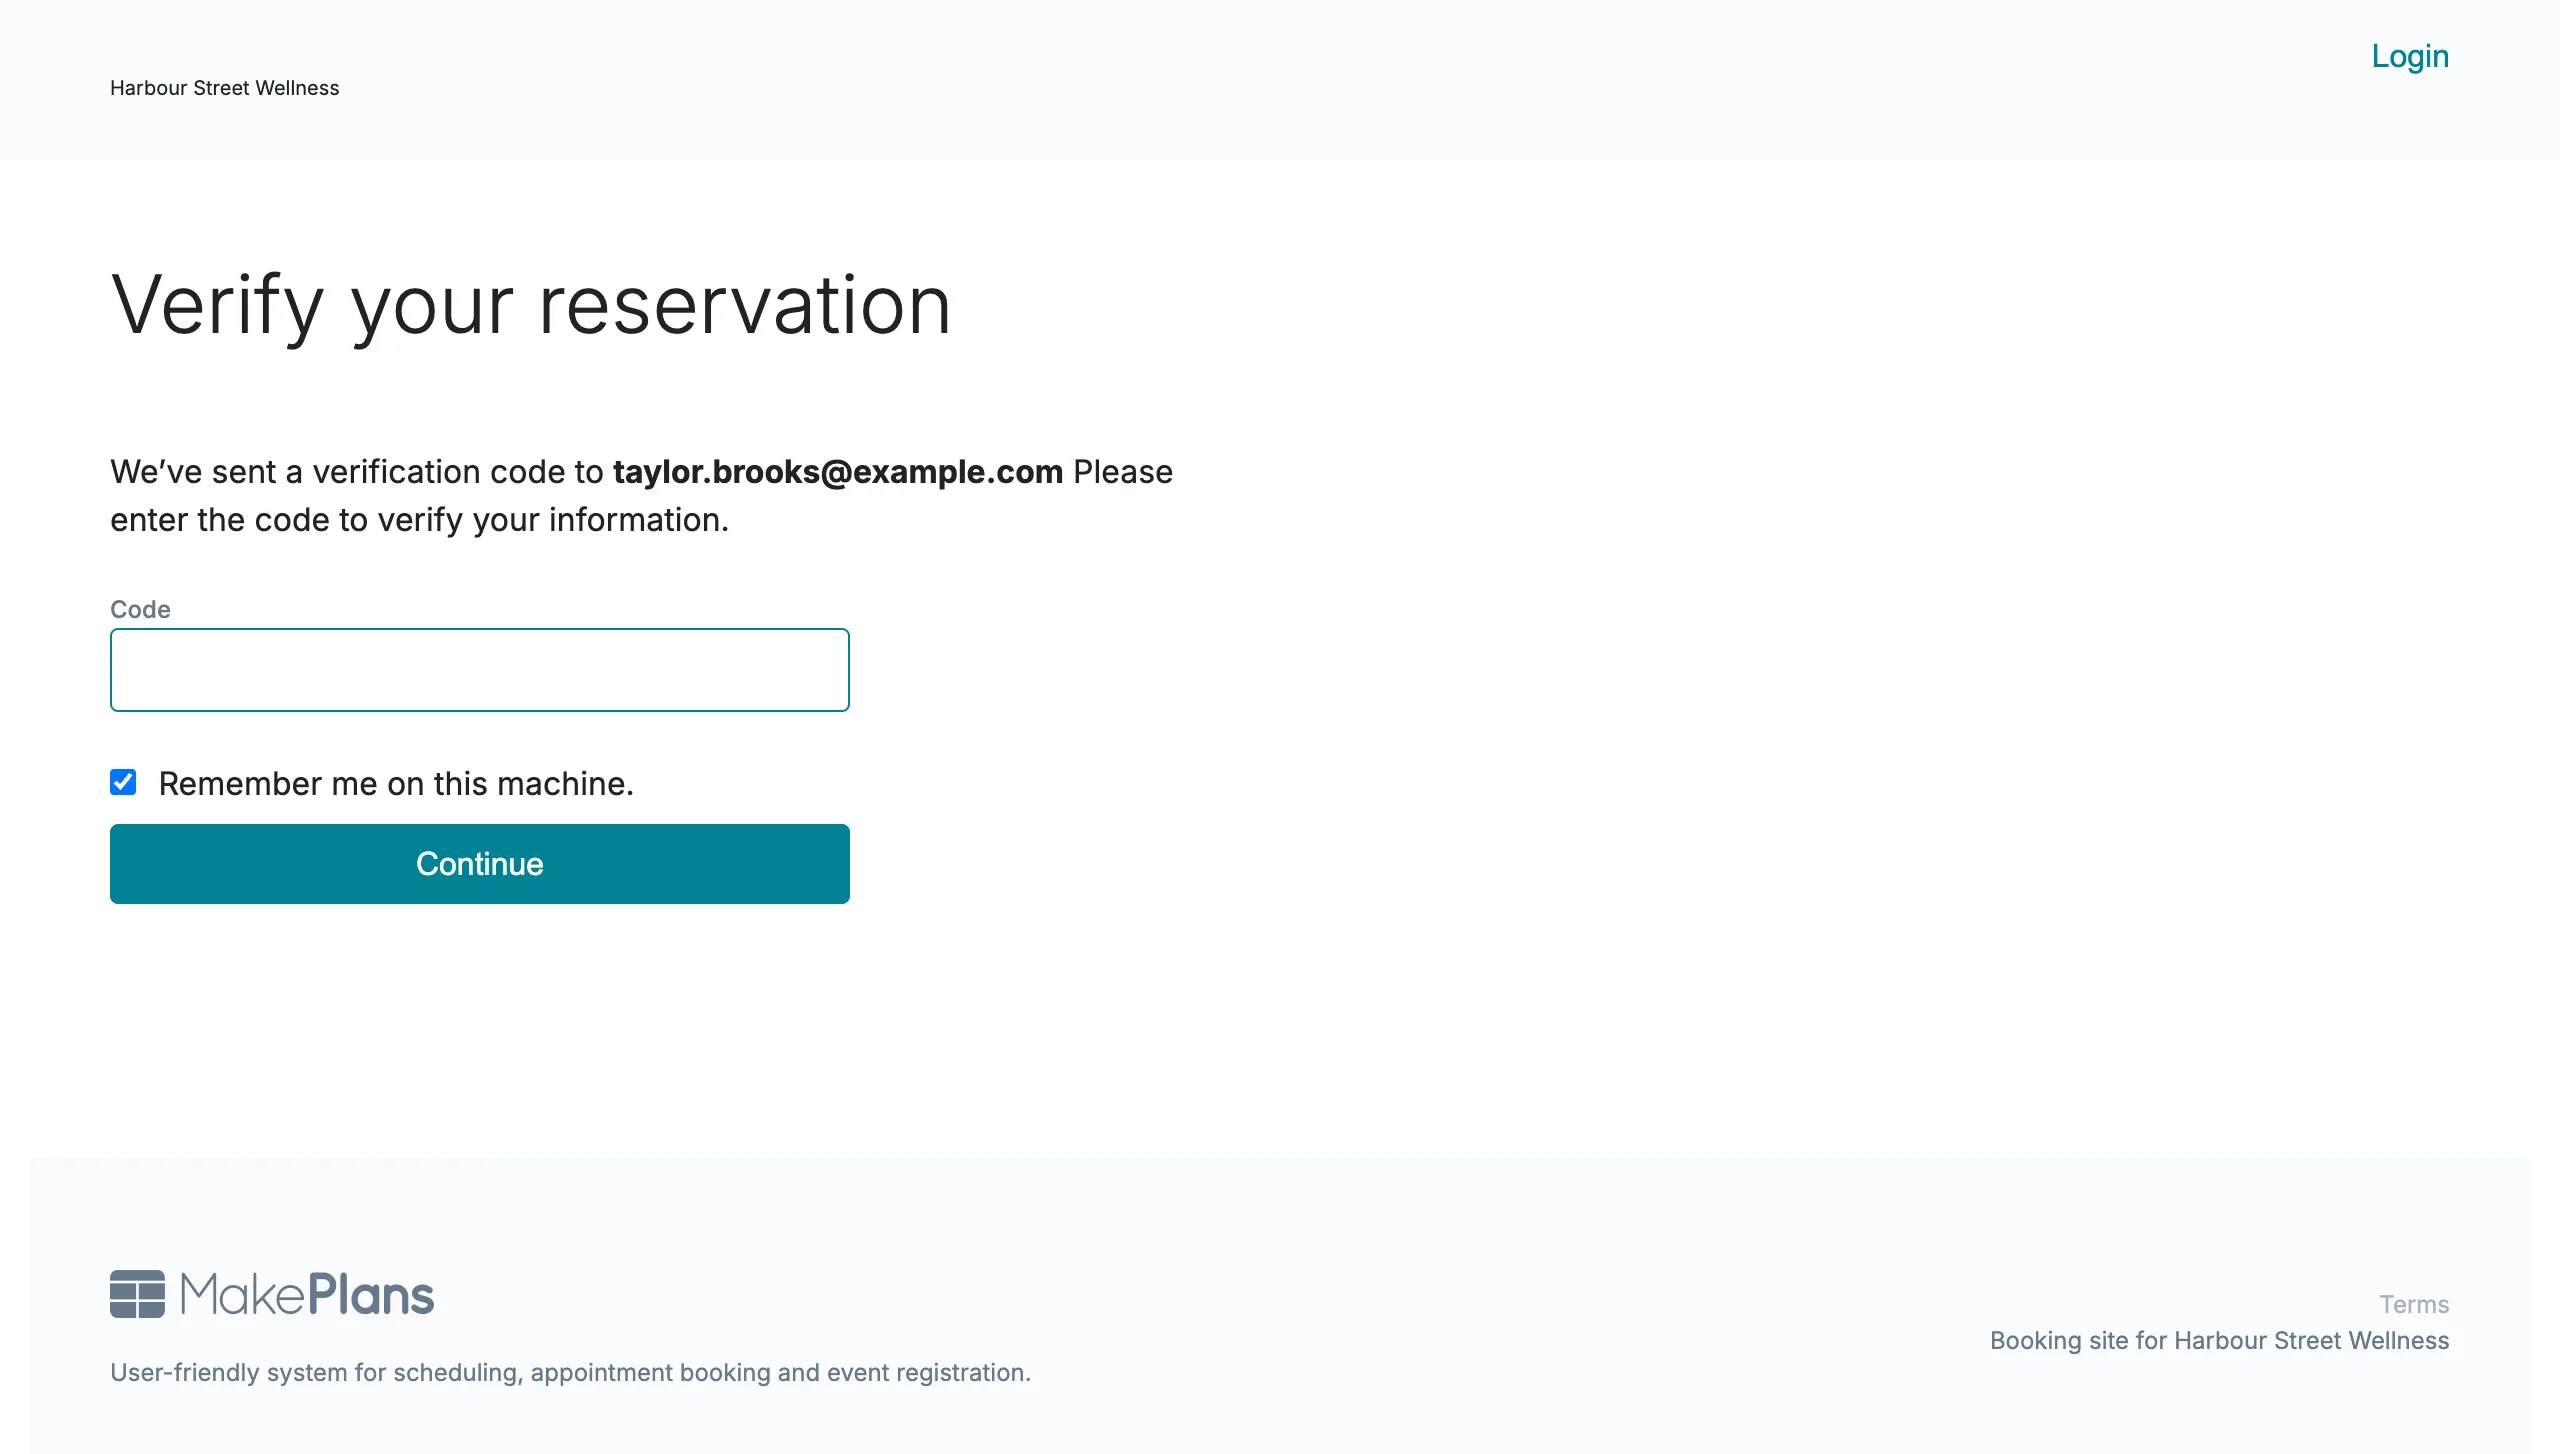 Login
Harbour Street Wellness
Verify your reservation
We’ve sent a verification code to taylor.brooks@example.com Please
enter the code to verify your information.
Code
Remember me on this machine.
Continue
MakePlans
User-friendly system for scheduling, appointment booking and event registration.
Terms
Booking site for Harbour Street Wellness